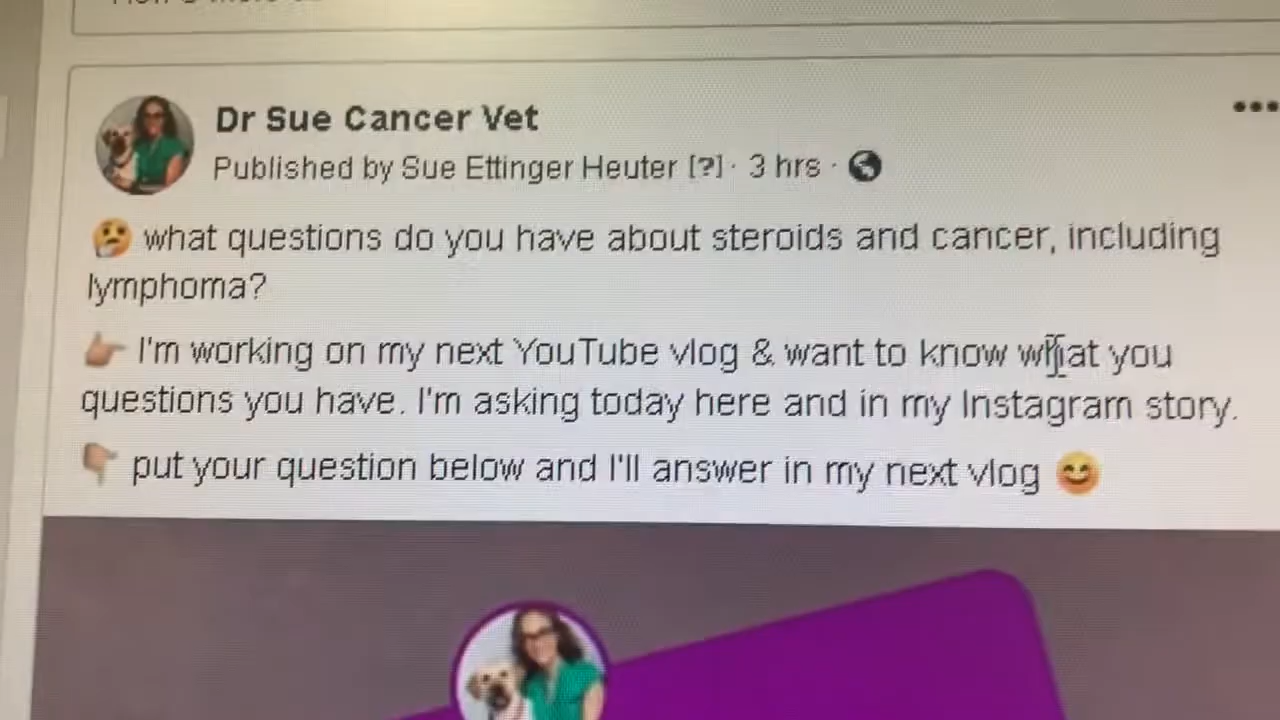 Dr Sue Cancer Vet
Published by Sue Ettinger Heuter [?] · 3 hrs ·
🤔 what questions do you have about steroids and cancer, including
lymphoma?
👉🏼 I'm working on my next YouTube vlog & want to know what you
questions you have. I'm asking today here and in my Instagram story.
👇🏼 put your question below and I'll answer in my next vlog 😊